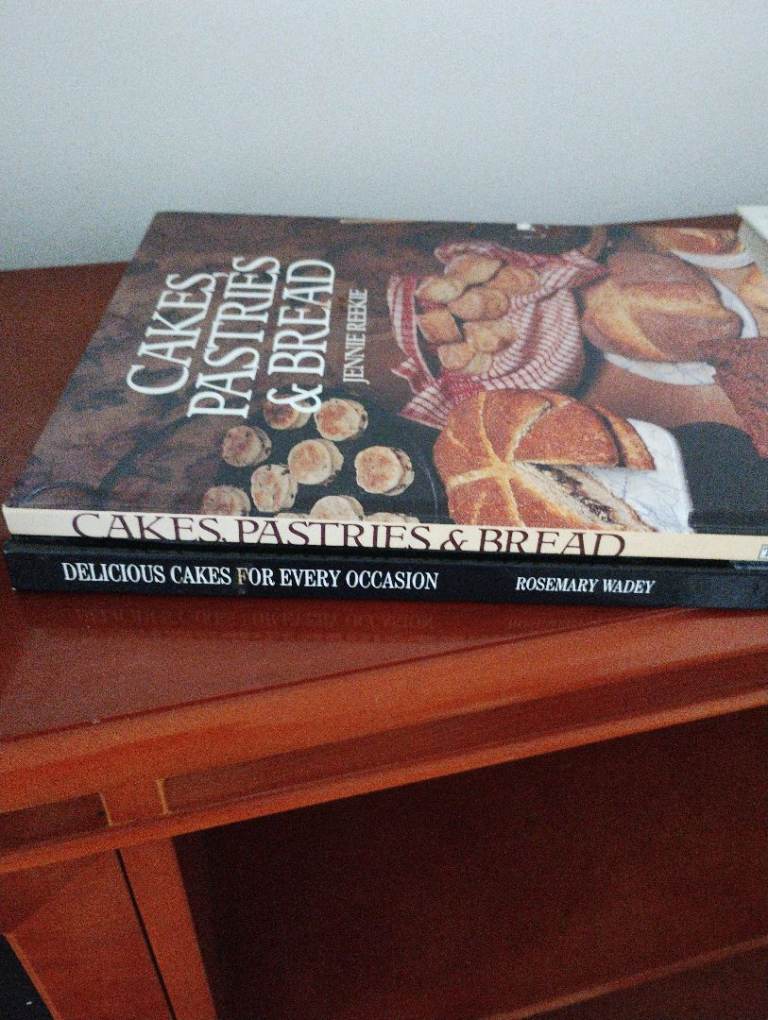 CAKES,
PASTRIES
& BREAD
JENNIE REEKIE
CAKES, PASTRIES & BREAD
DELICIOUS CAKES FOR EVERY OCCASION ROSEMARY WADEY